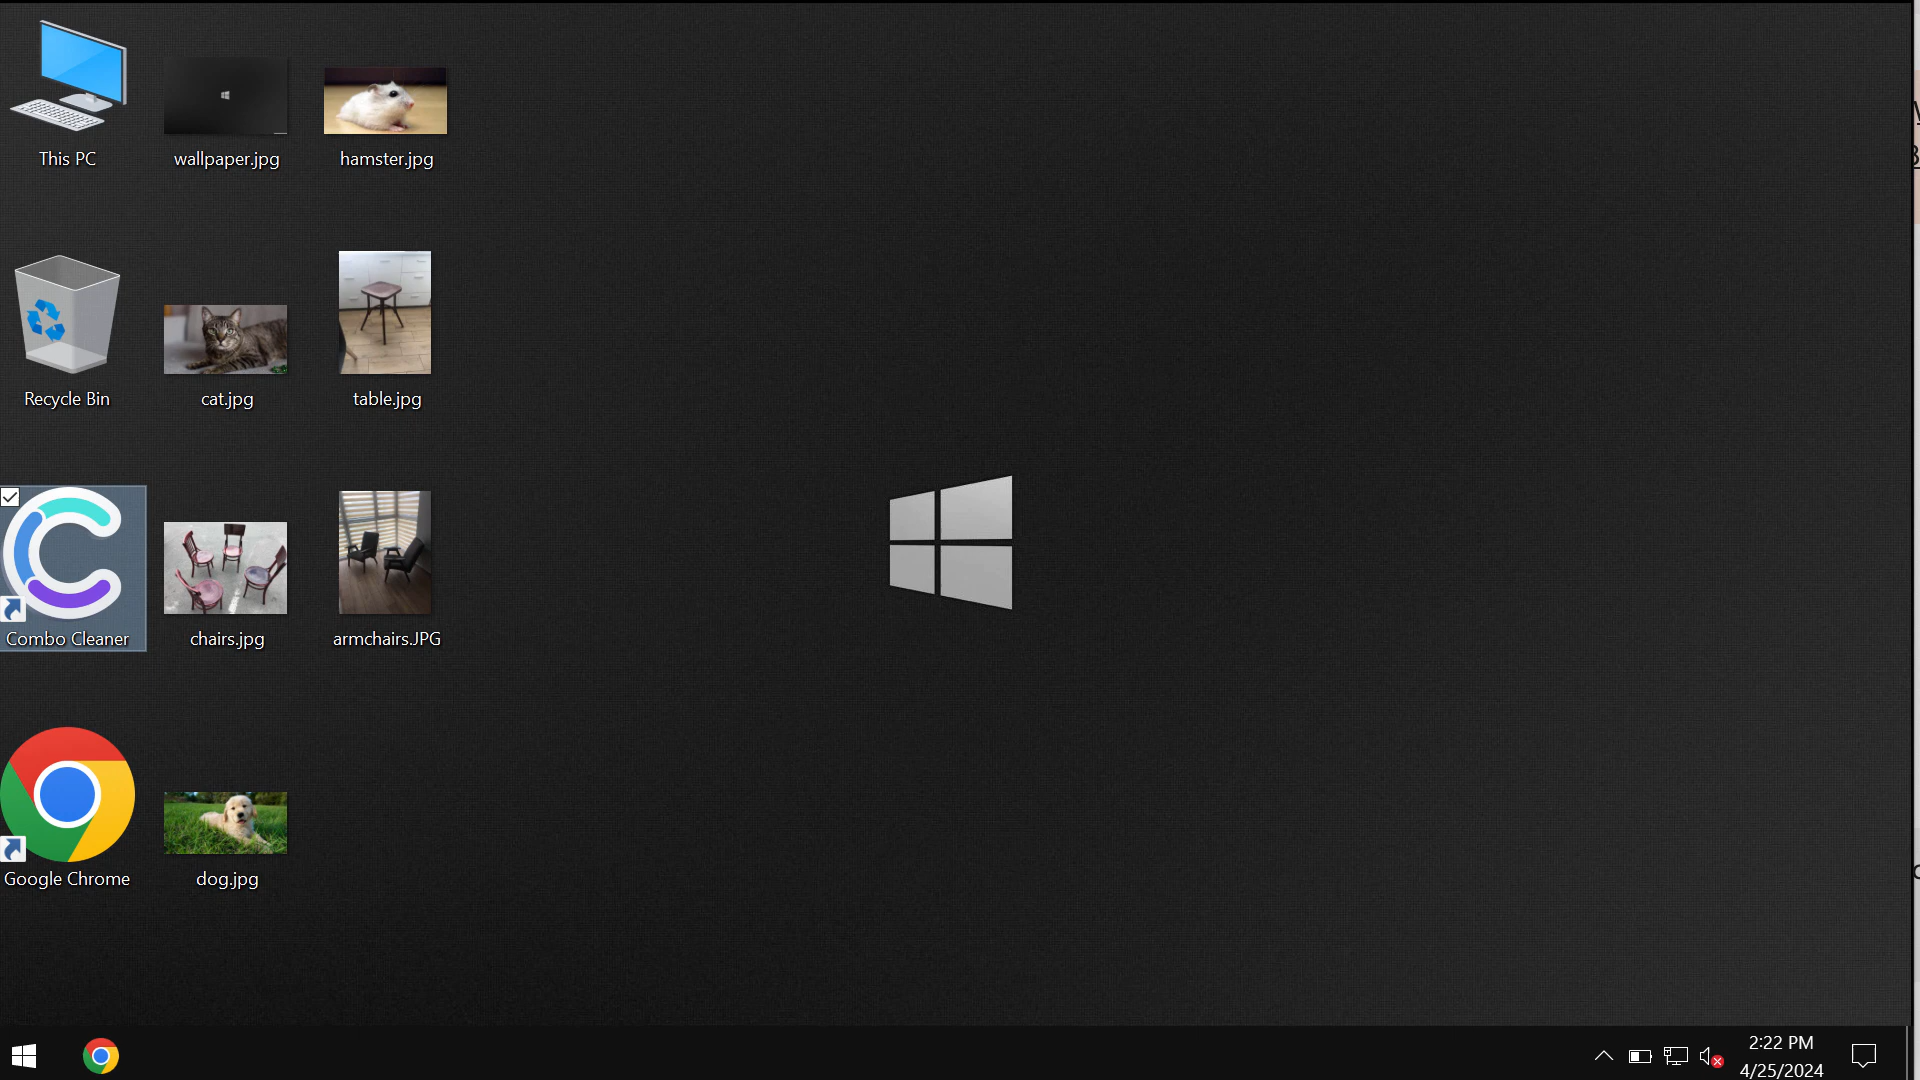 This PC
wallpaper.jpg
hamster.jpg
Recycle Bin
cat.jpg
table.jpg
Combo Cleaner
chairs.jpg
armchairs.JPG
Google Chrome
dog.jpg
2:22 PM
4/25/2024